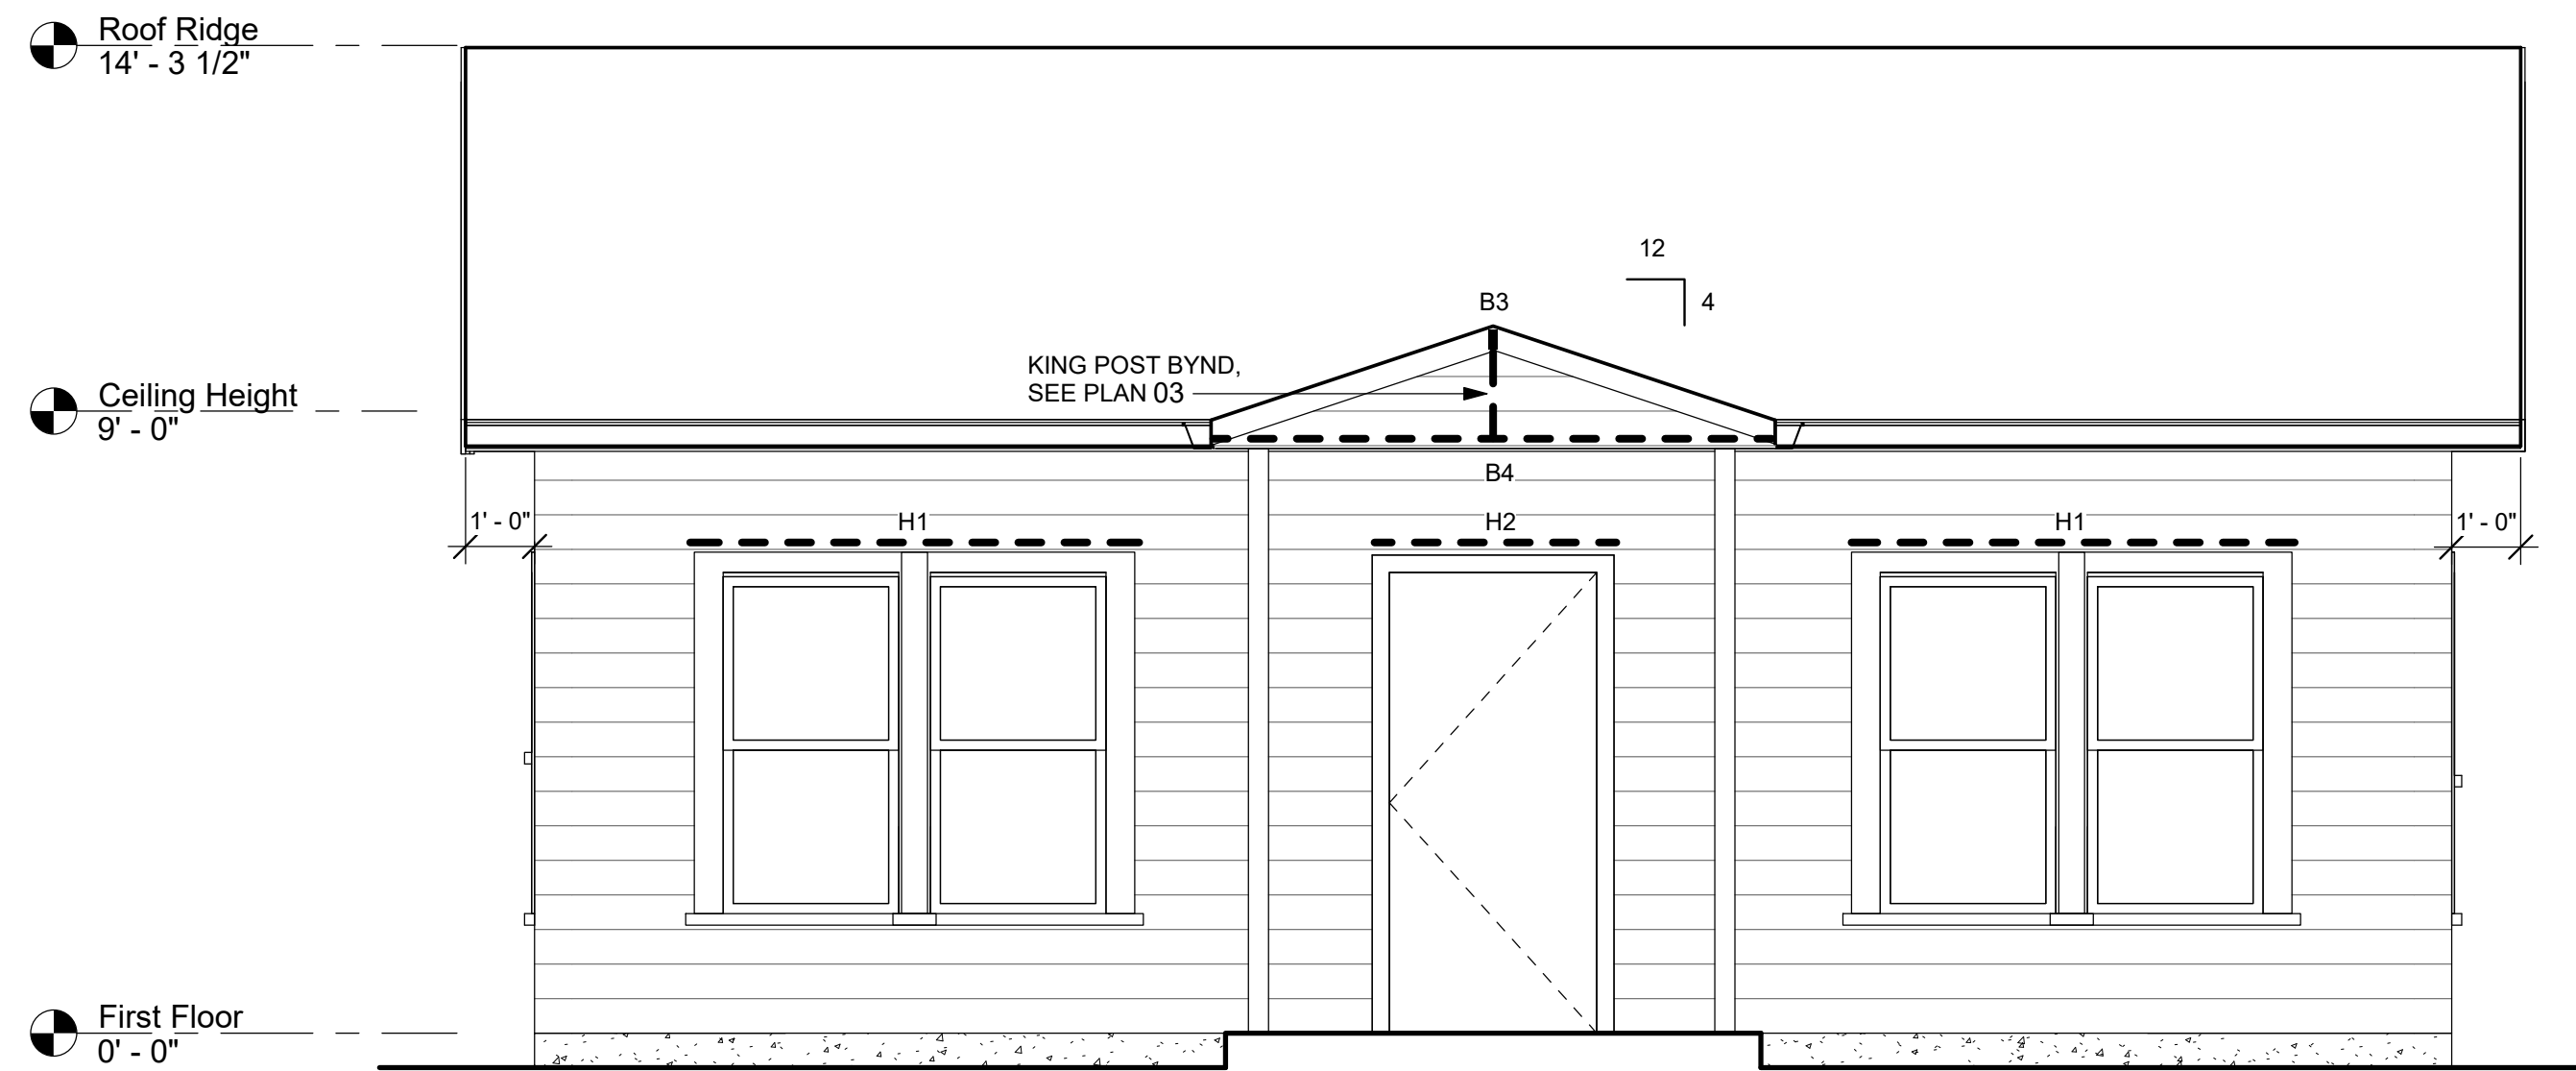 Roof Ridge
14' - 3 1/2"
12
4
B3
KING POST BYND,
SEE PLAN 03
Ceiling Height
9' - 0"
B4
1' - 0"
H1
H2
H1
1' - 0"
First Floor
0' - 0"